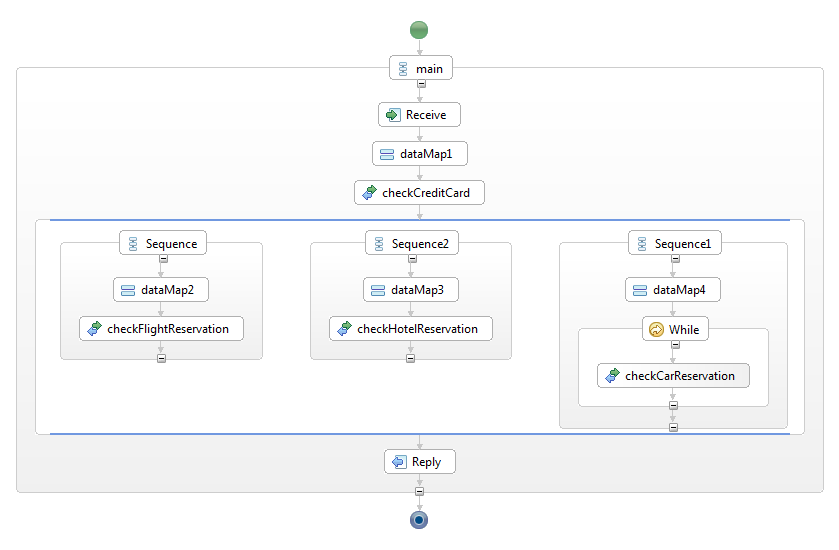 main
Receive
dataMap1
checkCreditCard
Sequence
Sequence2
Sequence1
dataMap2
dataMap3
dataMap4
checkFlightReservation
checkHotelReservation
While
checkCarReservation
Reply